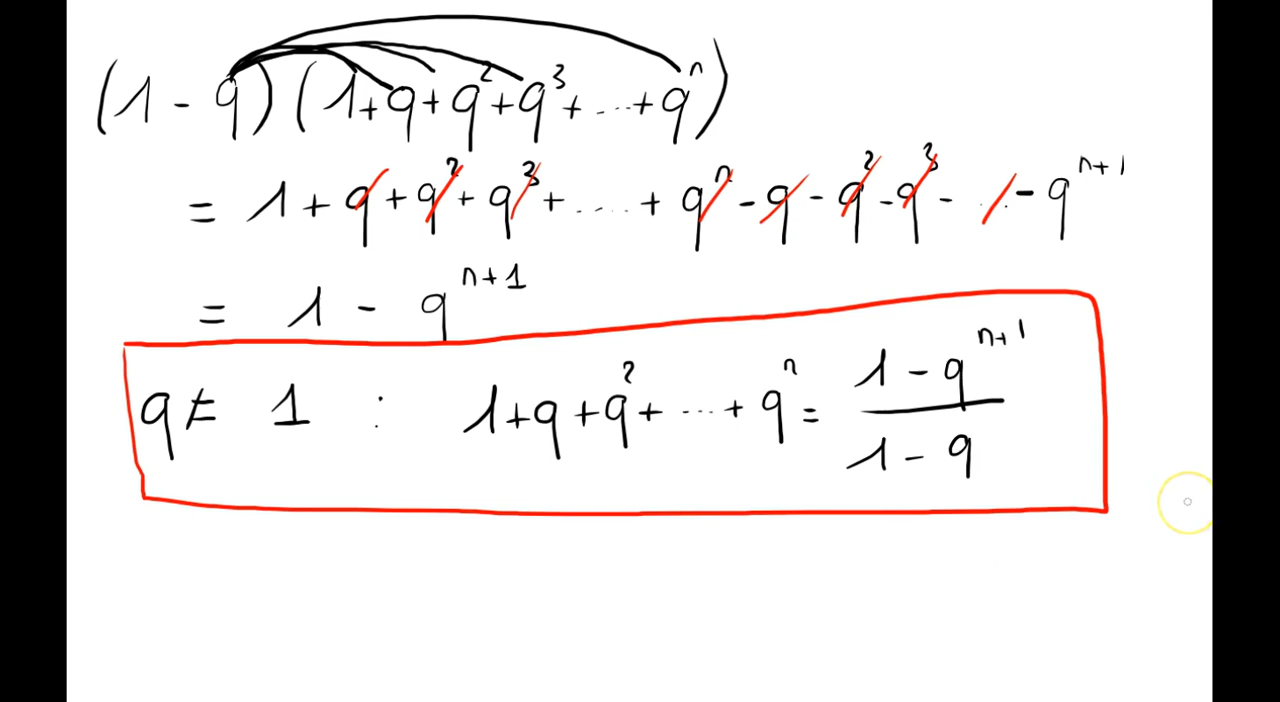 (1 - q)(1 + q + q² + q³ + ... + qⁿ)
= 1 + q + q² + q³ + .... + qⁿ - q - q² - q³ - ... - qⁿ⁺¹
= 1 - qⁿ⁺¹
q ≠ 1 : 1 + q + q² + ... + qⁿ = (1 - qⁿ⁺¹) / (1 - q)